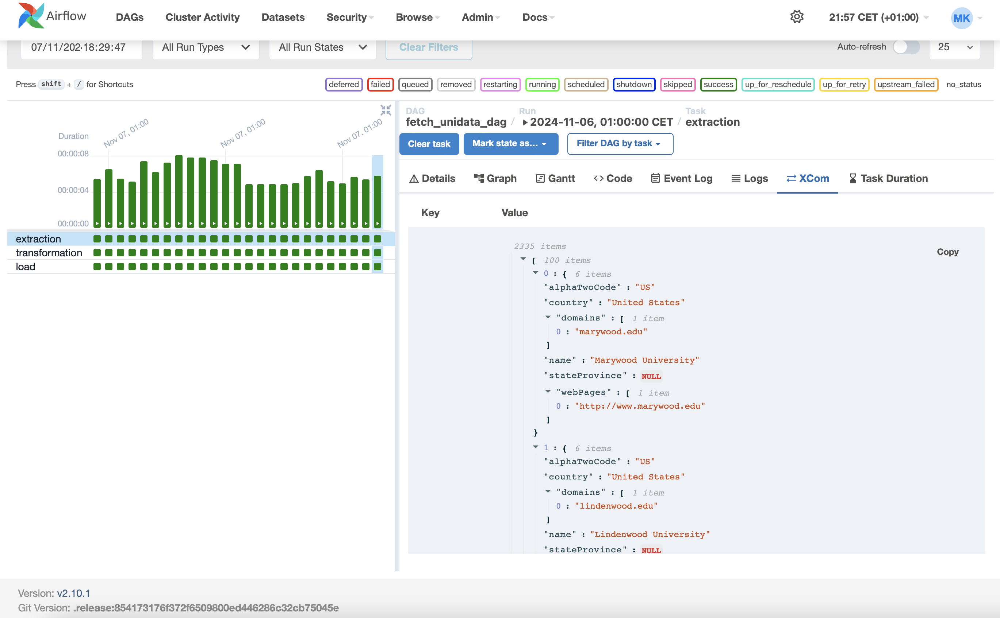 Airflow DAGs Cluster Activity Datasets Security Browse Admin Docs 21:57 CET (+01:00) MK
07/11/202 18:29:47 All Run Types All Run States Clear Filters Auto-refresh 25
Press shift + / for Shortcuts deferred failed queued removed restarting running scheduled shutdown skipped success up_for_reschedule up_for_retry upstream_failed no_status
Duration
Nov 07, 01:00 Nov 07, 01:00 Nov 07, 01:00
00:00:08
00:00:04
00:00:00
extraction
transformation
load
DAG Run Task
fetch_unidata_dag / 2024-11-06, 01:00:00 CET / extraction
Clear task Mark state as... Filter DAG by task
Details Graph Gantt Code Event Log Logs XCom Task Duration
Key Value
2335 items
Copy
[ 100 items
0 : { 6 items
"alphaTwoCode" : "US"
"country" : "United States"
"domains" : [ 1 item
0 : "marywood.edu"
]
"name" : "Marywood University"
"stateProvince" : NULL
"webPages" : [ 1 item
0 : "http://www.marywood.edu"
]
}
1 : { 6 items
"alphaTwoCode" : "US"
"country" : "United States"
"domains" : [ 1 item
0 : "lindenwood.edu"
]
"name" : "Lindenwood University"
"stateProvince" : NULL
Version: v2.10.1
Git Version: .release:854173176f372f6509800ed446286c32cb75045e